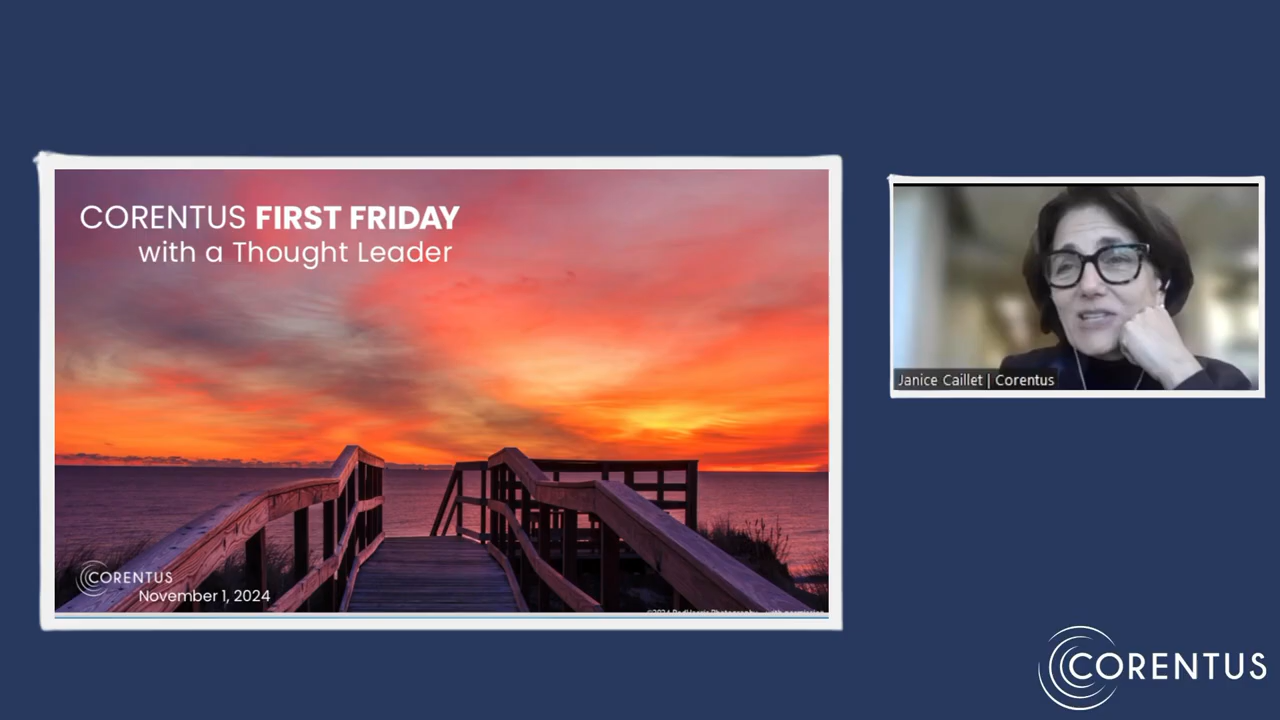 CORENTUS FIRST FRIDAY
with a Thought Leader
CORENTUS
November 1, 2024
Janice Caillet | Corentus
CORENTUS